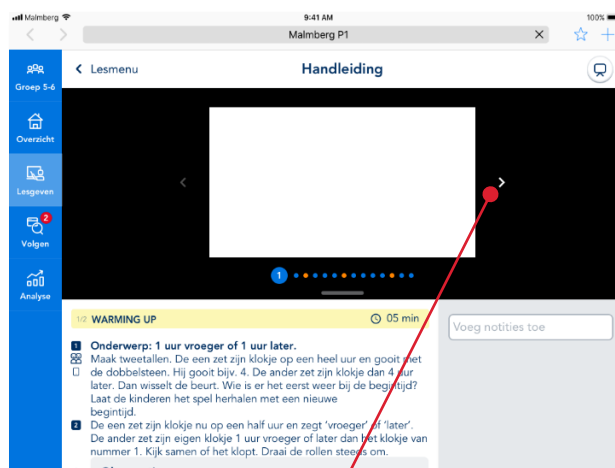 Malmberg
9:41 AM
100%
Malmberg P1
Lesmenu
Handleiding
Groep 5-6
Overzicht
Lesgeven
2
Volgen
Analyse
1
1/2 WARMING UP
05 min
Voeg notities toe
1 Onderwerp: 1 uur vroeger of 1 uur later.
Maak tweetallen. De een zet zijn klokje op een heel uur en gooit met
de dobbelsteen. Hij gooit bijv. 4. De ander zet zijn klokje dan 4 uur
later. Dan wisselt de beurt. Wie is er het eerst weer bij de begintijd?
Laat de kinderen het spel herhalen met een nieuwe
begintijd.
2 De een zet zijn klokje nu op een half uur en zegt ‘vroeger’ of ‘later’.
De ander zet zijn eigen klokje 1 uur vroeger of later dan het klokje van
nummer 1. Kijk samen of het klopt. Draai de rollen steeds om.